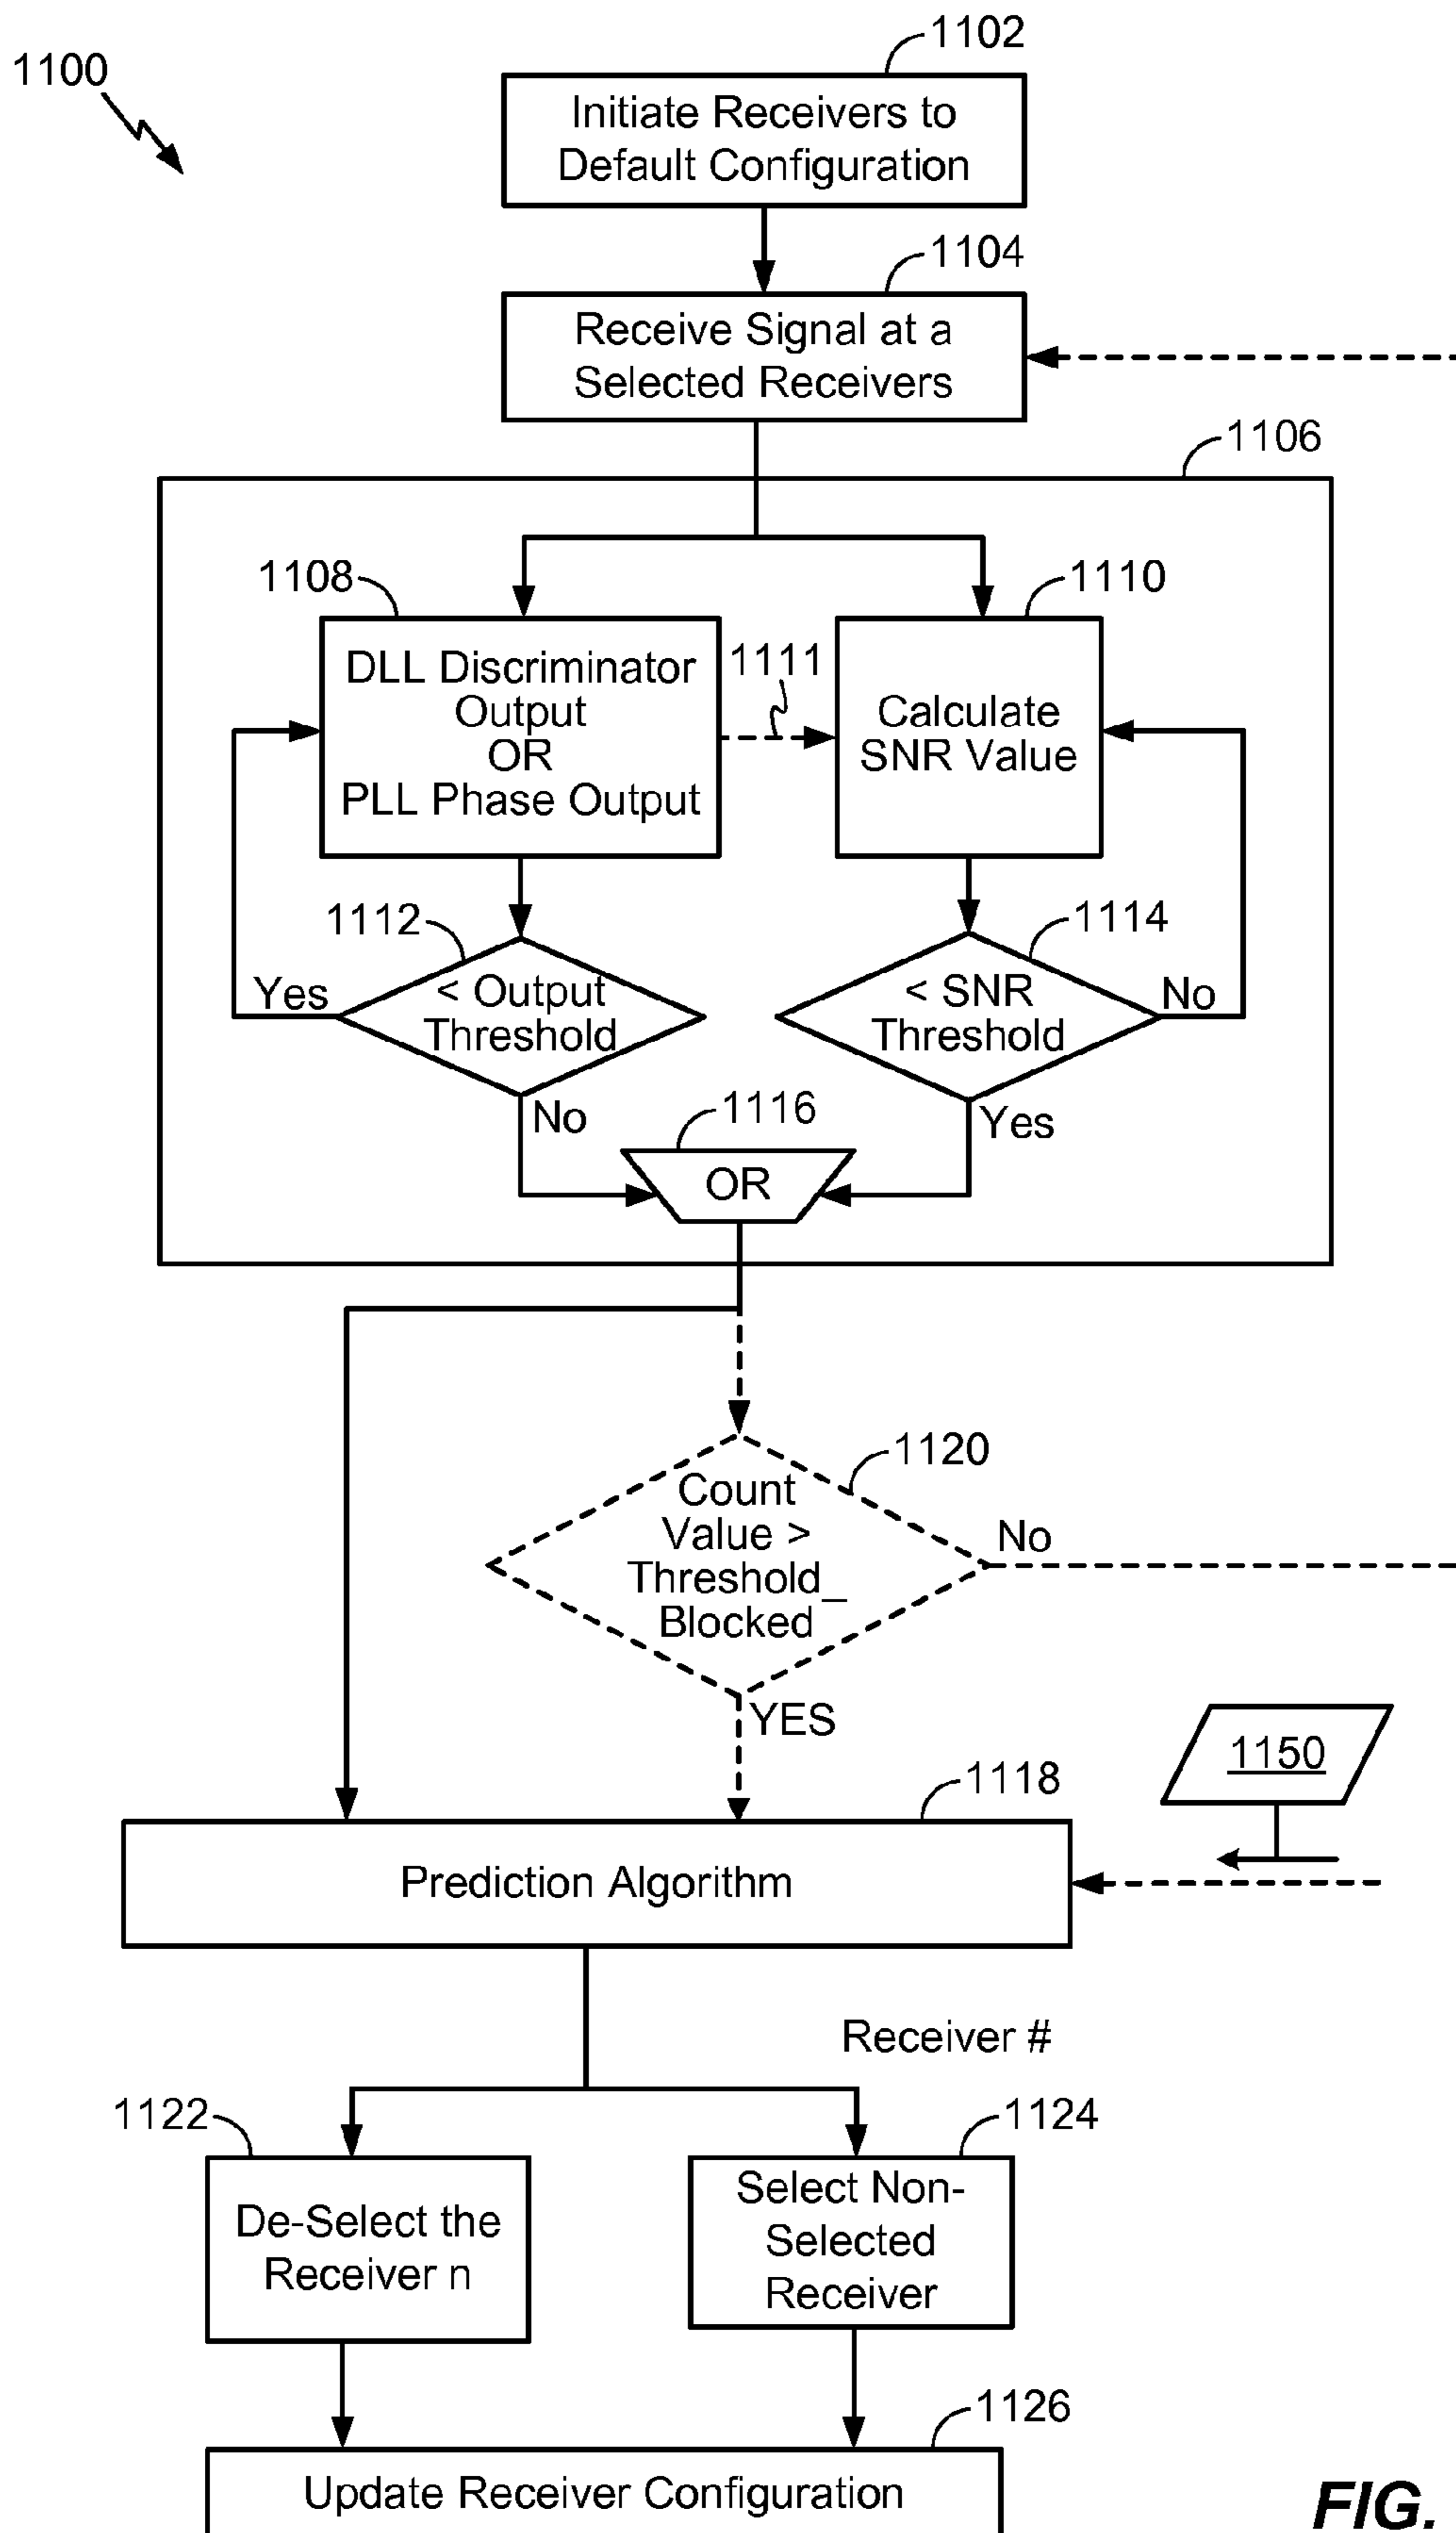 1100
1102
Initiate Receivers to
Default Configuration
1104
Receive Signal at a
Selected Receivers
1106
1108
DLL Discriminator
Output
OR
PLL Phase Output
1111
1110
Calculate
SNR Value
1112
< Output
Threshold
Yes
No
1114
< SNR
Threshold
No
Yes
1116
OR
1120
Count
Value >
Threshold_
Blocked
No
YES
1150
1118
Prediction Algorithm
Receiver #
1122
De-Select the
Receiver n
1124
Select Non-
Selected
Receiver
1126
Update Receiver Configuration
FIG.